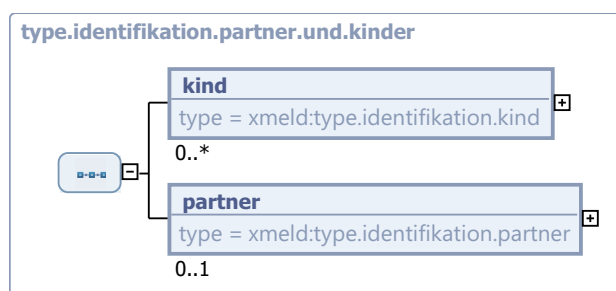 type.identifikation.partner.und.kinder
kind
type = xmeld:type.identifikation.kind
0..*
partner
type = xmeld:type.identifikation.partner
0..1